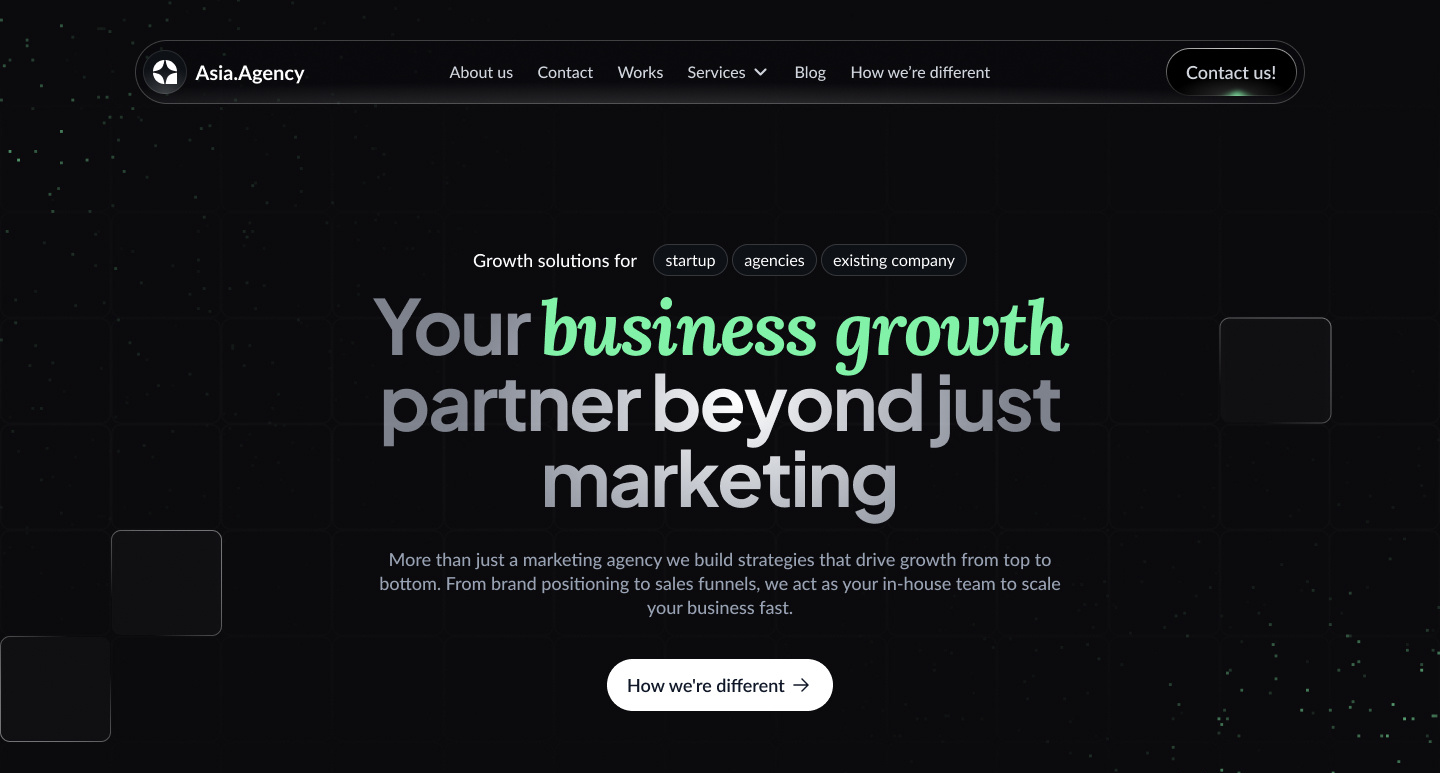 Asia.Agency
About us
Contact
Works
Services
Blog
How we’re different
Contact us!
Growth solutions for startup agencies existing company
Your business growth
partner beyond just
marketing
More than just a marketing agency we build strategies that drive growth from top to
bottom. From brand positioning to sales funnels, we act as your in-house team to scale
your business fast.
How we're different